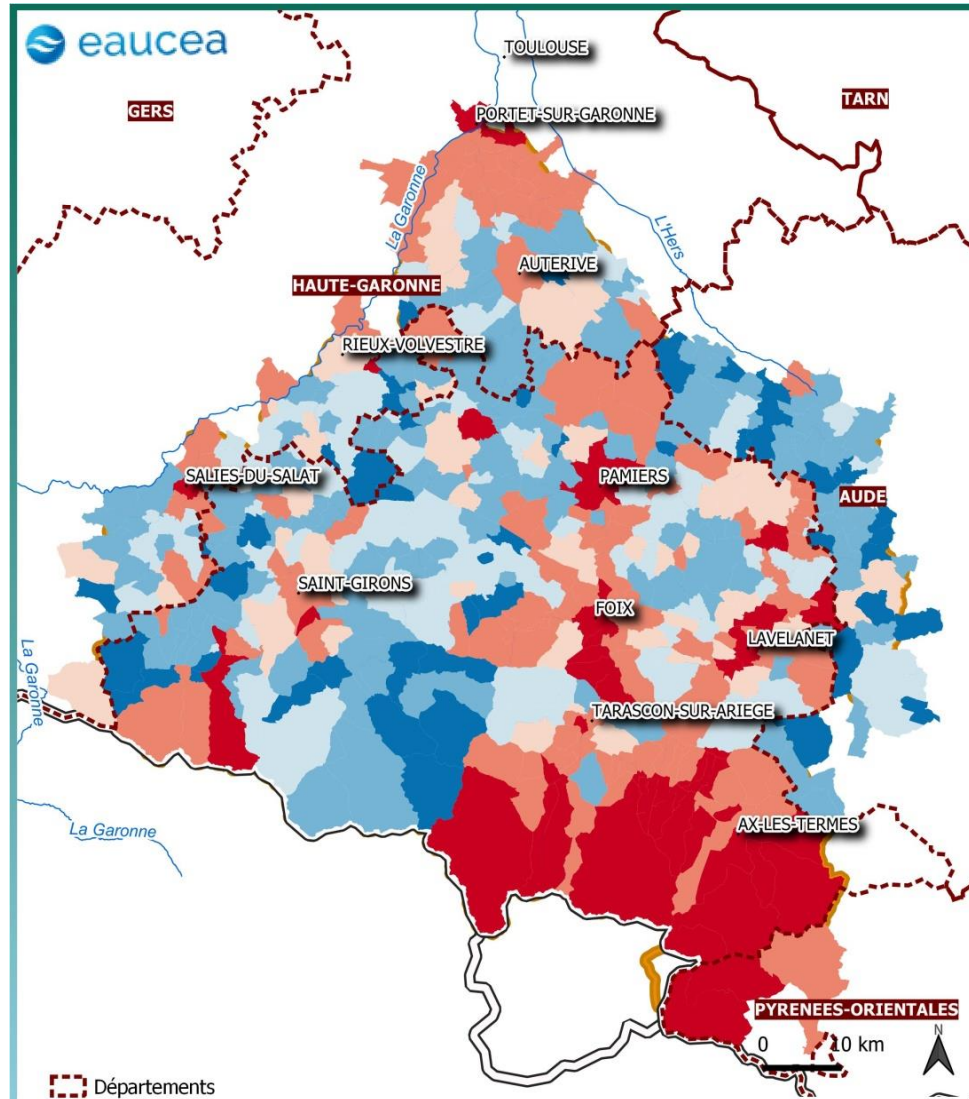 eaucea
TOULOUSE
GERS
TARN
PORTET-SUR-GARONNE
La Garonne
L'Hers
AUTERIVE
HAUTE-GARONNE
RIEUX-VOLVESTRE
SALIES-DU-SALAT
PAMIERS
AUDE
SAINT-GIRONS
FOIX
LAVELANET
La Garonne
TARASCON-SUR-ARIEGE
La Garonne
AX-LES-TERMES
PYRENEES-ORIENTALES
0 10 km
N
Départements